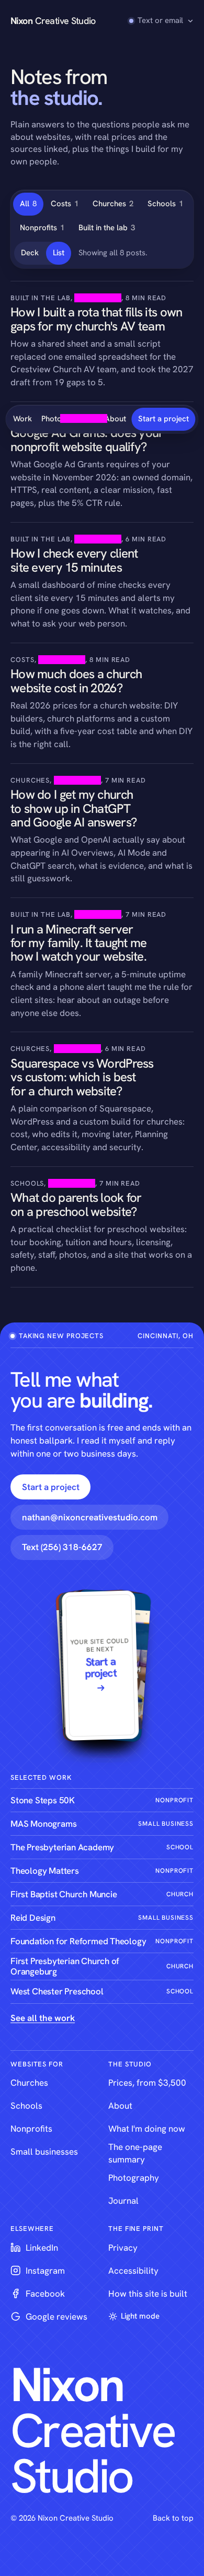 Nixon Creative Studio
Text or email
Notes from
the studio.
Plain answers to the questions people ask me
about websites, with real prices and the
sources linked, plus the things I build for my
own people.
All 8 Costs 1 Churches 2 Schools 1
Nonprofits 1 Built in the lab 3
Deck List Showing all 8 posts.
BUILT IN THE LAB, , 8 MIN READ
How I built a rota that fills its own
gaps for my church's AV team
How a shared sheet and a small script
replaced one emailed spreadsheet for the
Crestview Church AV team, and took the 2027
draft from 19 gaps to 5.
Work About Start a project
Google Ad Grants: does your
nonprofit website qualify?
What Google Ad Grants requires of your
website in November 2026: an owned domain,
HTTPS, real content, a clear mission, fast
pages, plus the 5% CTR rule.
BUILT IN THE LAB, , 6 MIN READ
How I check every client
site every 15 minutes
A small dashboard of mine checks every
client site every 15 minutes and alerts my
phone if one goes down. What it watches, and
what to ask your web person.
COSTS, , 8 MIN READ
How much does a church
website cost in 2026?
Real 2026 prices for a church website: DIY
builders, church platforms and a custom
build, with a five-year cost table and when DIY
is the right call.
CHURCHES, , 7 MIN READ
How do I get my church
to show up in ChatGPT
and Google AI answers?
What Google and OpenAI actually say about
appearing in AI Overviews, AI Mode and
ChatGPT search, what is evidence, and what is
still guesswork.
BUILT IN THE LAB, , 7 MIN READ
I run a Minecraft server
for my family. It taught me
how I watch your website.
A family Minecraft server, a 5-minute uptime
check and a phone alert taught me the rule for
client sites: hear about an outage before
anyone else does.
CHURCHES, , 6 MIN READ
Squarespace vs WordPress
vs custom: which is best
for a church website?
A plain comparison of Squarespace,
WordPress and a custom build for churches:
cost, who edits it, moving later, Planning
Center, accessibility and security.
SCHOOLS, , 7 MIN READ
What do parents look for
on a preschool website?
A practical checklist for preschool websites:
tour booking, tuition and hours, licensing,
safety, staff, photos, and a site that works on a
phone.
TAKING NEW PROJECTS CINCINNATI, OH
Tell me what
you are building.
The first conversation is free and ends with an
honest ballpark. I read it myself and reply
within one or two business days.
Start a project
nathan@nixoncreativestudio.com
Text (256) 318-6627
YOUR SITE COULD
BE NEXT
Start a
project
SELECTED WORK
Stone Steps 50K NONPROFIT
MAS Monograms SMALL BUSINESS
The Presbyterian Academy SCHOOL
Theology Matters NONPROFIT
First Baptist Church Muncie CHURCH
Reid Design SMALL BUSINESS
Foundation for Reformed Theology NONPROFIT
First Presbyterian Church of
Orangeburg CHURCH
West Chester Preschool SCHOOL
See all the work
WEBSITES FOR THE STUDIO
Churches Prices, from $3,500
Schools About
Nonprofits What I'm doing now
Small businesses The one-page
summary
Photography
Journal
ELSEWHERE THE FINE PRINT
LinkedIn Privacy
Instagram Accessibility
Facebook How this site is built
Google reviews Light mode
Nixon
Creative
Studio
© 2026 Nixon Creative Studio Back to top